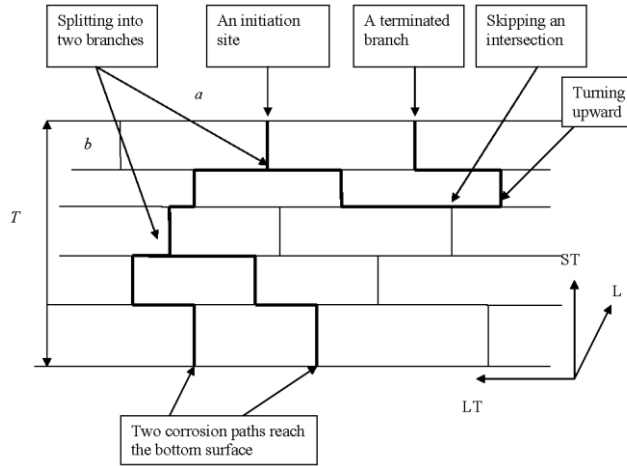 Splitting into
two branches
An initiation
site
A terminated
branch
Skipping an
intersection
Turning
upward
a
b
T
ST
L
LT
Two corrosion paths reach
the bottom surface